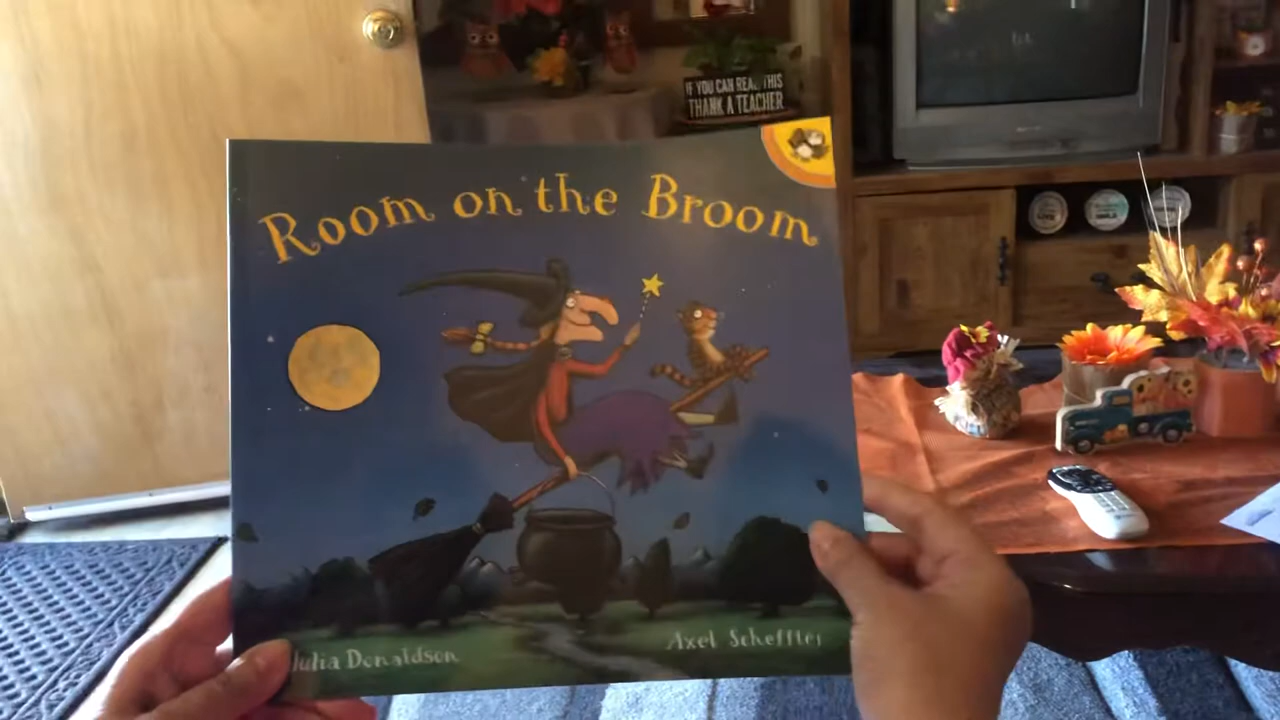 IF YOU CAN READ THIS
THANK A TEACHER
Room on the Broom
Julia Donaldson
Axel Scheffler